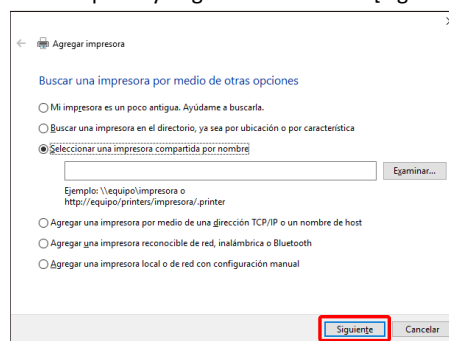 Agregar impresora
Buscar una impresora por medio de otras opciones
Mi impresora es un poco antigua. Ayúdame a buscarla.
Buscar una impresora en el directorio, ya sea por ubicación o por característica
Seleccionar una impresora compartida por nombre
Examinar...
Ejemplo: \\equipo\impresora o
http://equipo/printers/impresora/.printer
Agregar una impresora por medio de una dirección TCP/IP o un nombre de host
Agregar una impresora reconocible de red, inalámbrica o Bluetooth
Agregar una impresora local o de red con configuración manual
Siguiente Cancelar